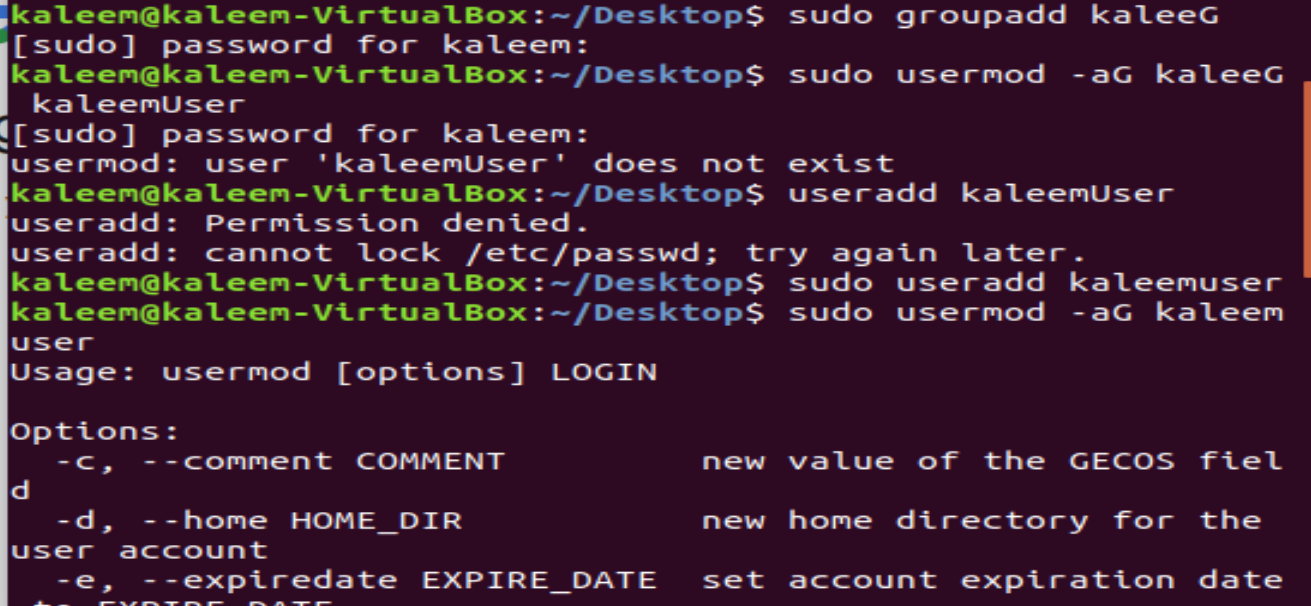 kaleem@kaleem-VirtualBox:~/Desktop$ sudo groupadd kaleeG
[sudo] password for kaleem:
kaleem@kaleem-VirtualBox:~/Desktop$ sudo usermod -aG kaleeG
 kaleemUser
[sudo] password for kaleem:
usermod: user 'kaleemUser' does not exist
kaleem@kaleem-VirtualBox:~/Desktop$ useradd kaleemUser
useradd: Permission denied.
useradd: cannot lock /etc/passwd; try again later.
kaleem@kaleem-VirtualBox:~/Desktop$ sudo useradd kaleemuser
kaleem@kaleem-VirtualBox:~/Desktop$ sudo usermod -aG kaleem
user
Usage: usermod [options] LOGIN

Options:
  -c, --comment COMMENT         new value of the GECOS fiel
d
  -d, --home HOME_DIR           new home directory for the
user account
  -e, --expiredate EXPIRE_DATE  set account expiration date
 to EXPIRE_DATE